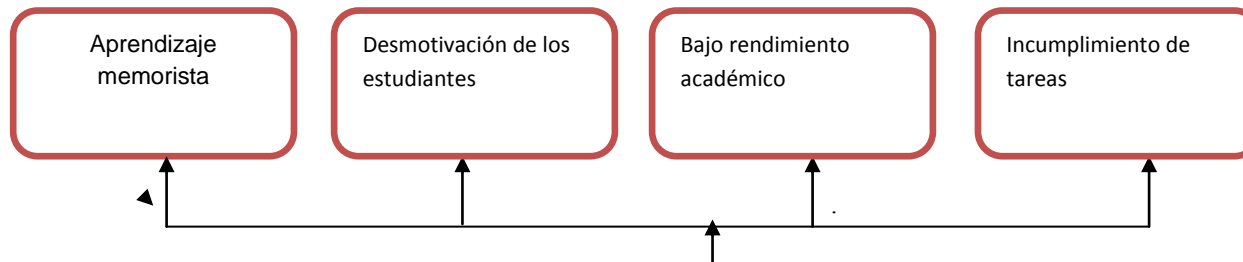 Aprendizaje
memorista
Desmotivación de los
estudiantes
Bajo rendimiento
académico
Incumplimiento de
tareas